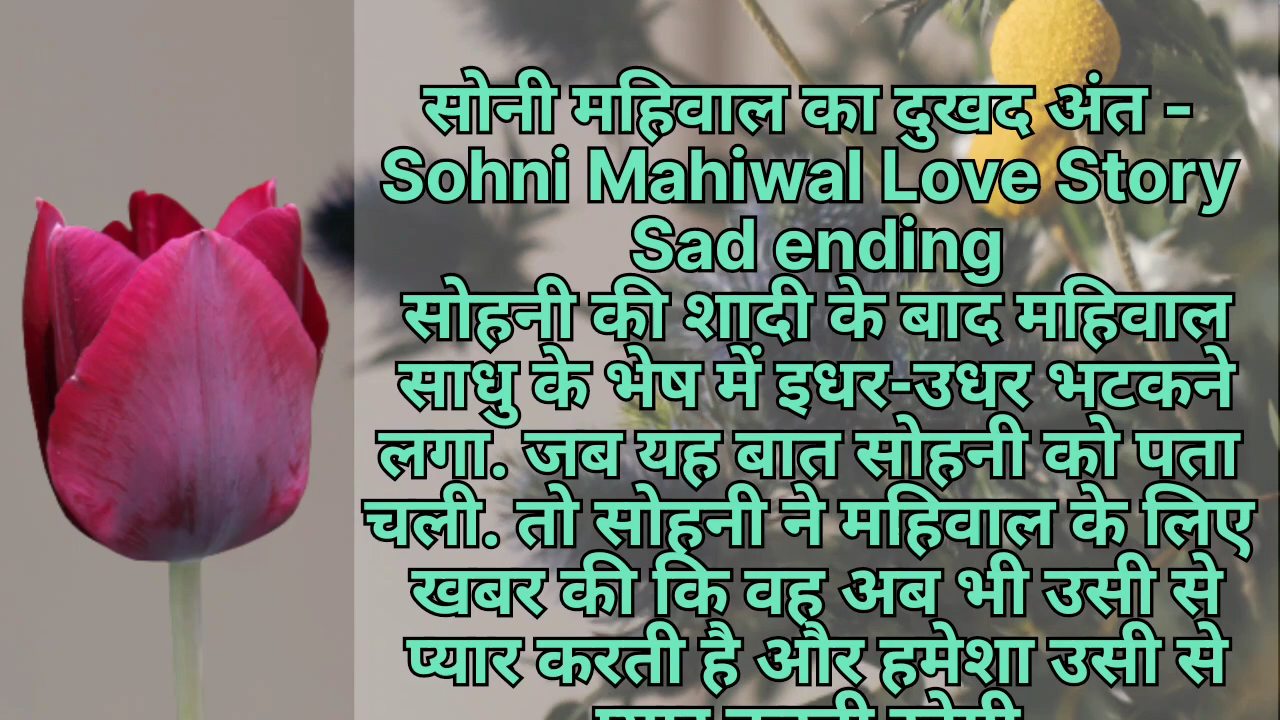 सोनी महिवाल का दुखद अंत -
Sohni Mahiwal Love Story
Sad ending
सोहनी की शादी के बाद महिवाल
साधु के भेष में इधर-उधर भटकने
लगा. जब यह बात सोहनी को पता
चली. तो सोहनी ने महिवाल के लिए
खबर की कि वह अब भी उसी से
प्यार करती है और हमेशा उसी से